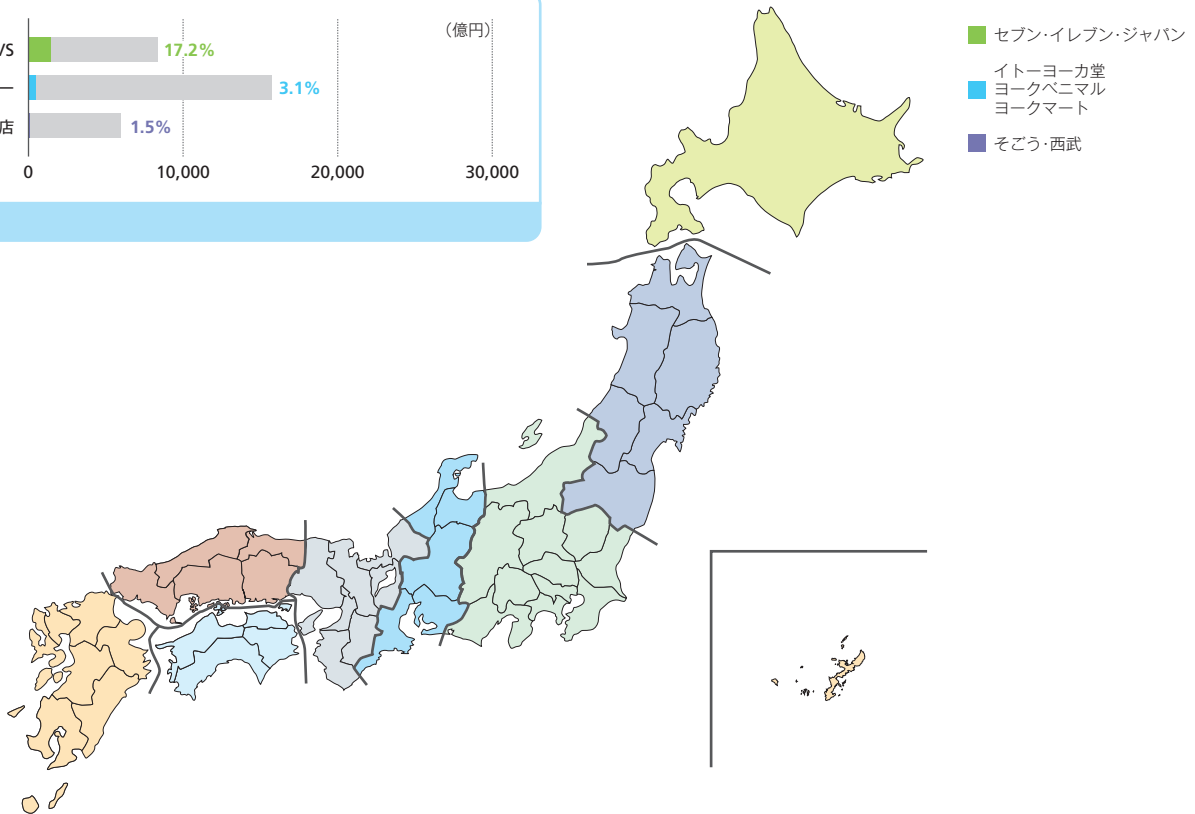 （億円）
17.2%
3.1%
1.5%
店
0 10,000 20,000 30,000
セブン・イレブン・ジャパン
イトーヨーカ堂
ヨークベニマル
ヨークマート
そごう・西武